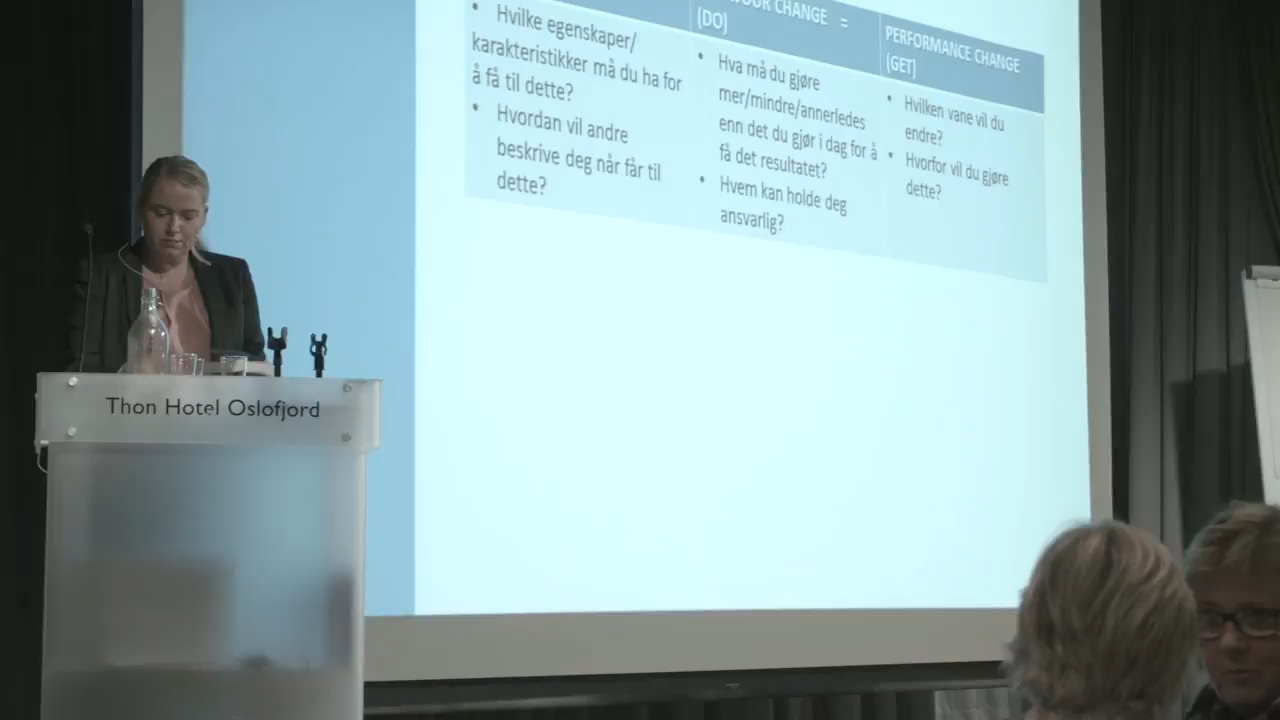 CHANGE =
(DO)
PERFORMANCE CHANGE
(GET)
• Hvilke egenskaper/
karakteristikker må du ha for
å få til dette?
• Hvordan vil andre
beskrive deg når får til
dette?
• Hva må du gjøre
mer/mindre/annerledes
enn det du gjør i dag for å
få det resultatet?
• Hvem kan holde deg
ansvarlig?
• Hvilken vane vil du
endre?
• Hvorfor vil du gjøre
dette?
Thon Hotel Oslofjord